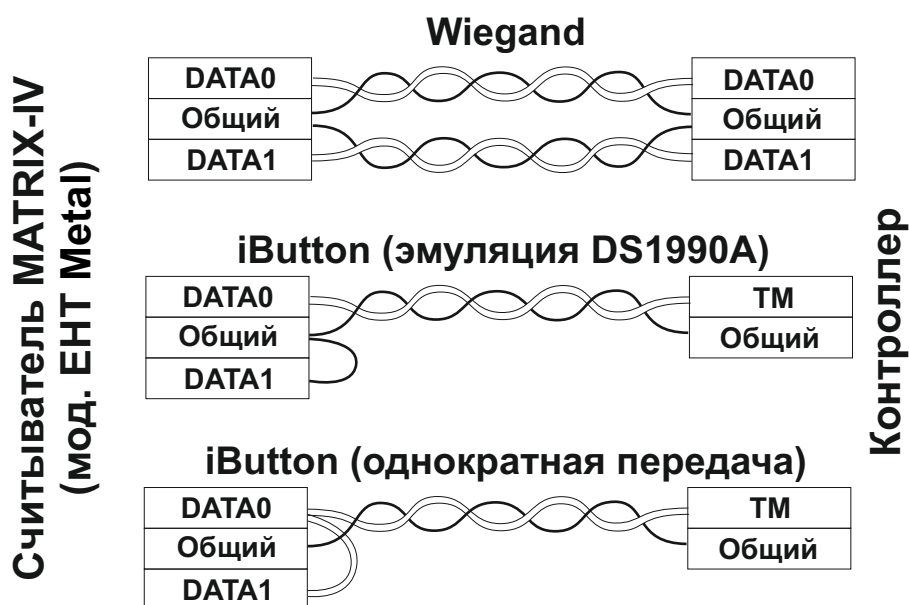 Считыватель MATRIX-IV
(мод. EHT Metal)
Wiegand
DATA0
Общий
DATA1
DATA0
Общий
DATA1
iButton (эмуляция DS1990A)
DATA0
Общий
DATA1
TM
Общий
iButton (однократная передача)
DATA0
Общий
DATA1
TM
Общий
Контроллер